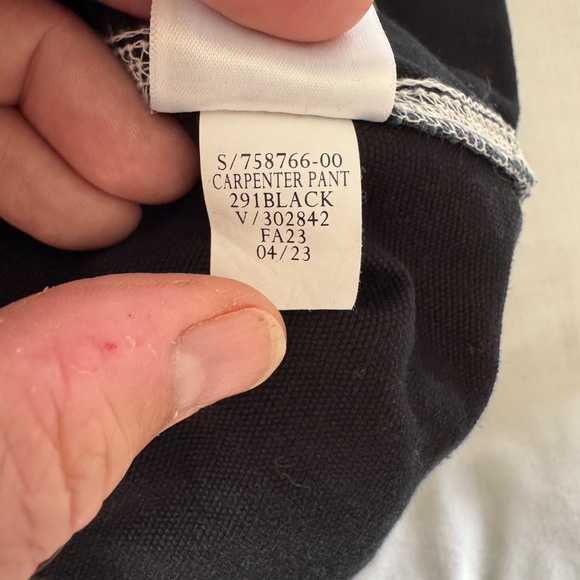 S/758766-00
CARPENTER PANT
291BLACK
V/302842
FA23
04/23